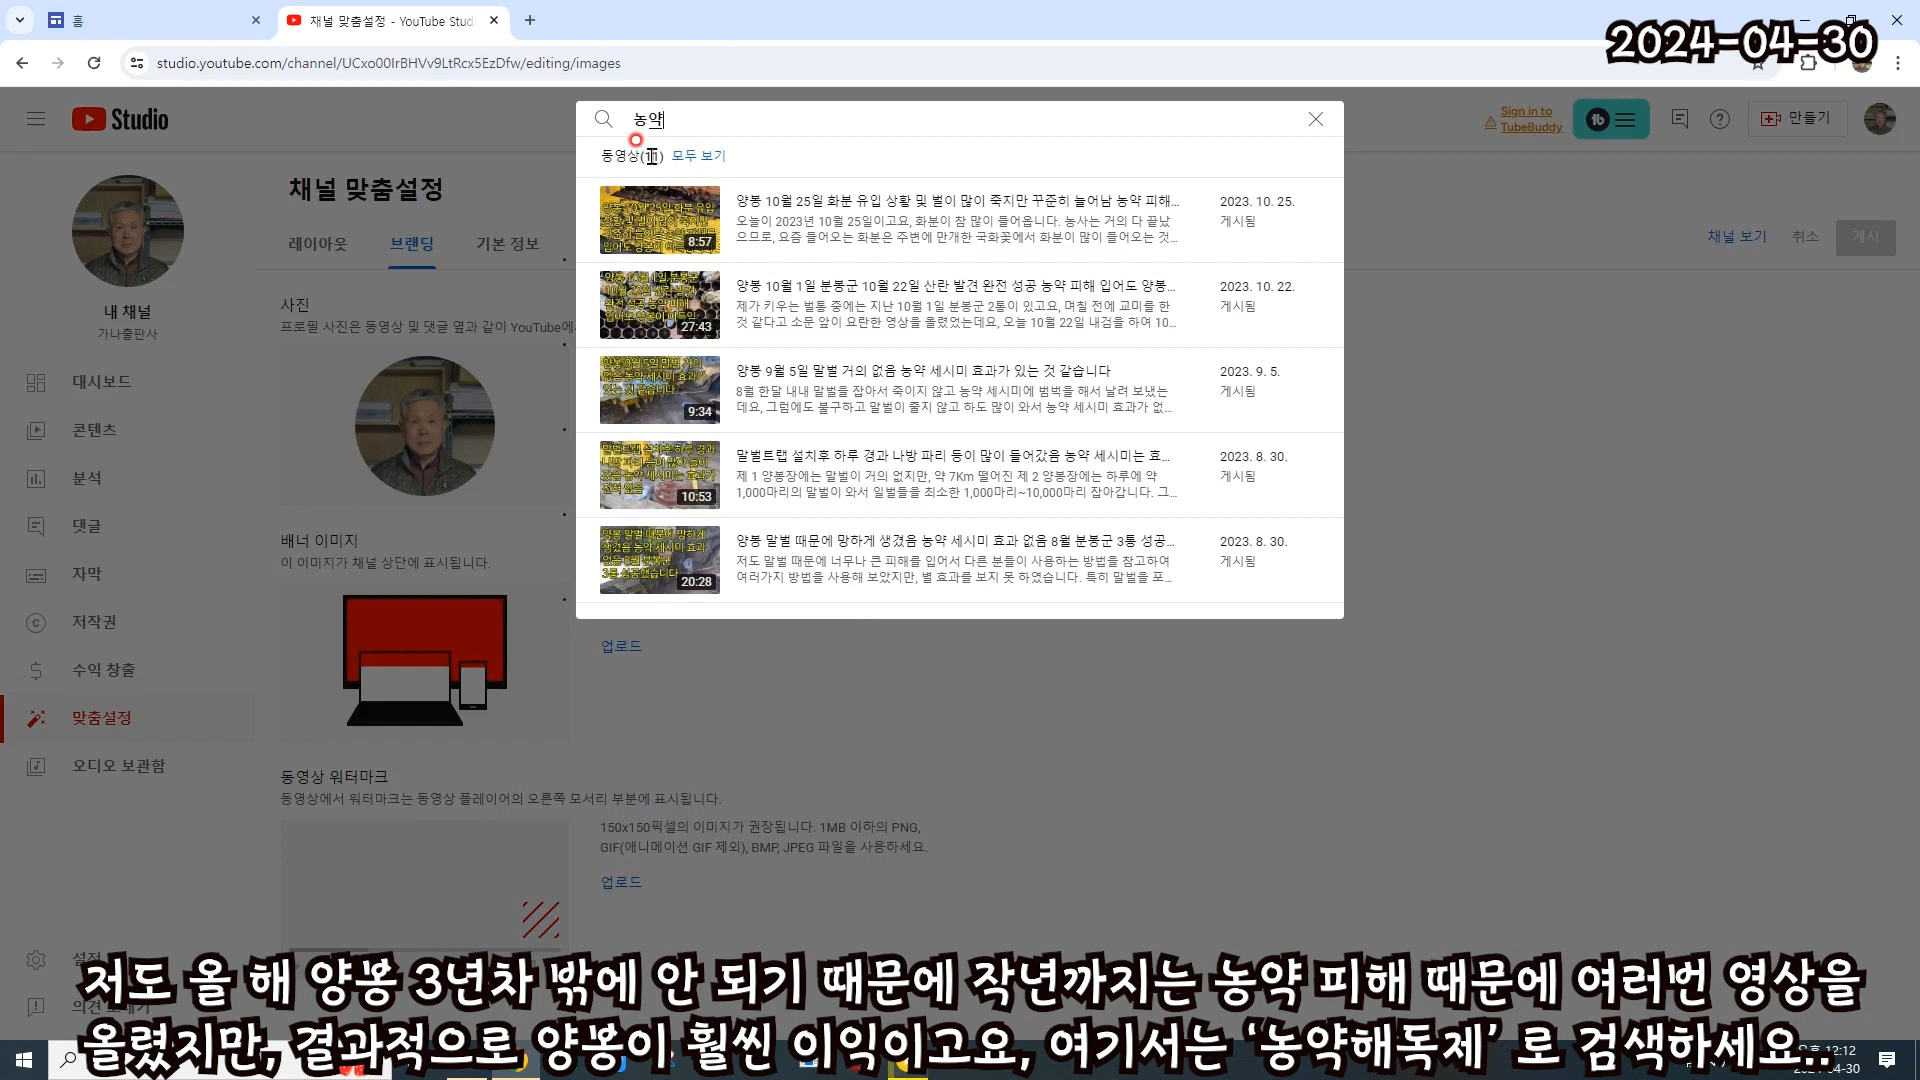 홈
채널 맞춤설정 - YouTube Stud
2024-04-30
studio.youtube.com/channel/UCxo00IrBHVv9LtRcx5EzDfw/editing/images
Studio
농약
Sign in to
TubeBuddy
만들기
동영상(11) 모두 보기
채널 맞춤설정
레이아웃 브랜딩 기본 정보
채널 보기 취소 게시
내 채널
가나출판사
대시보드
콘텐츠
분석
댓글
자막
저작권
수익 창출
맞춤설정
오디오 보관함
설정
의견 보내기
사진
프로필 사진은 동영상 및 댓글 옆과 같이 YouTube에서
배너 이미지
이 이미지가 채널 상단에 표시됩니다.
업로드
동영상 워터마크
동영상에서 워터마크는 동영상 플레이어의 오른쪽 모서리 부분에 표시됩니다.
150x150픽셀의 이미지가 권장됩니다. 1MB 이하의 PNG,
GIF(애니메이션 GIF 제외), BMP, JPEG 파일을 사용하세요.
업로드
8:57
양봉 10월 25일 화분 유입 상황 및 벌이 많이 죽지만 꾸준히 늘어남 농약 피해...
오늘이 2023년 10월 25일이고요, 화분이 참 많이 들어옵니다. 농사는 거의 다 끝났
으므로, 요즘 들어오는 화분은 주변에 만개한 국화꽃에서 화분이 많이 들어오는 것...
2023. 10. 25.
게시됨
27:43
양봉 10월 1일 분봉군 10월 22일 산란 발견 완전 성공 농약 피해 입어도 양봉...
제가 키우는 벌통 중에는 지난 10월 1일 분봉군 2통이 있고요, 며칠 전에 교미를 한
것 같다고 소문 앞이 요란한 영상을 올렸었는데요, 오늘 10월 22일 내검을 하여 10...
2023. 10. 22.
게시됨
9:34
양봉 9월 5일 말벌 거의 없음 농약 세시미 효과가 있는 것 같습니다
8월 한달 내내 말벌을 잡아서 죽이지 않고 농약 세시미에 범벅을 해서 날려 보냈는
데요, 그럼에도 불구하고 말벌이 줄지 않고 하도 많이 와서 농약 세시미 효과가 없...
2023. 9. 5.
게시됨
10:53
말벌트랩 설치후 하루 경과 나방 파리 등이 많이 들어갔음 농약 세시미는 효...
제 1 양봉장에는 말벌이 거의 없지만, 약 7Km 떨어진 제 2 양봉장에는 하루에 약
1,000마리의 말벌이 와서 일벌들을 최소한 1,000마리~10,000마리 잡아갑니다. 그...
2023. 8. 30.
게시됨
20:28
양봉 말벌 때문에 망하게 생겼음 농약 세시미 효과 없음 8월 분봉군 3통 성공...
저도 말벌 때문에 너무나 큰 피해를 입어서 다른 분들이 사용하는 방법을 참고하여
여러가지 방법을 사용해 보았지만, 별 효과를 보지 못 하였습니다. 특히 말벌을 포...
2023. 8. 30.
게시됨
저도 올 해 양봉 3년차 밖에 안 되기 때문에 작년까지는 농약 피해 때문에 여러번 영상을
올렸지만, 결과적으로 양봉이 훨씬 이익이고요, 여기서는 ‘농약해독제’ 로 검색하세요...
12:12